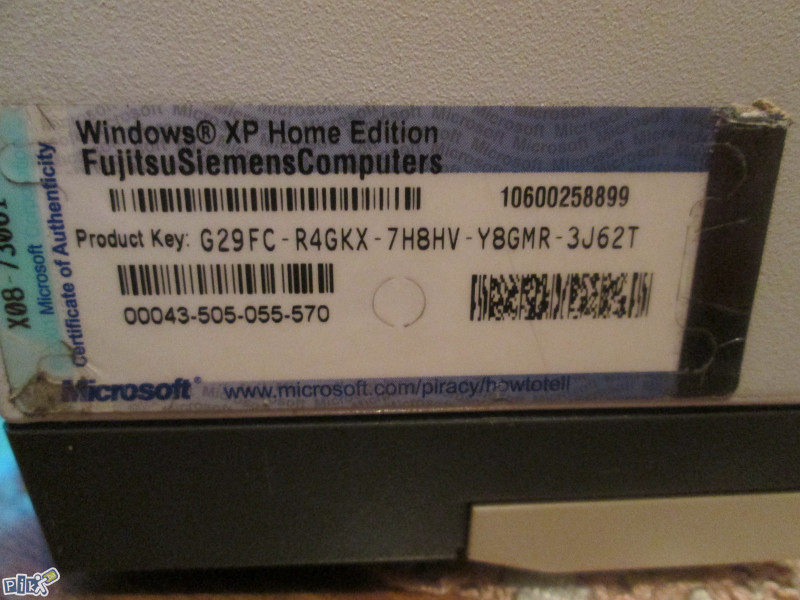 Windows® XP Home Edition
FujitsuSiemensComputers
10600258899
Product Key: G29FC-R4GKX-7H8HV-Y8GMR-3J62T
00043-505-055-570
Microsoft® www.microsoft.com/piracy/howtotell
Microsoft
Certificate of Authenticity